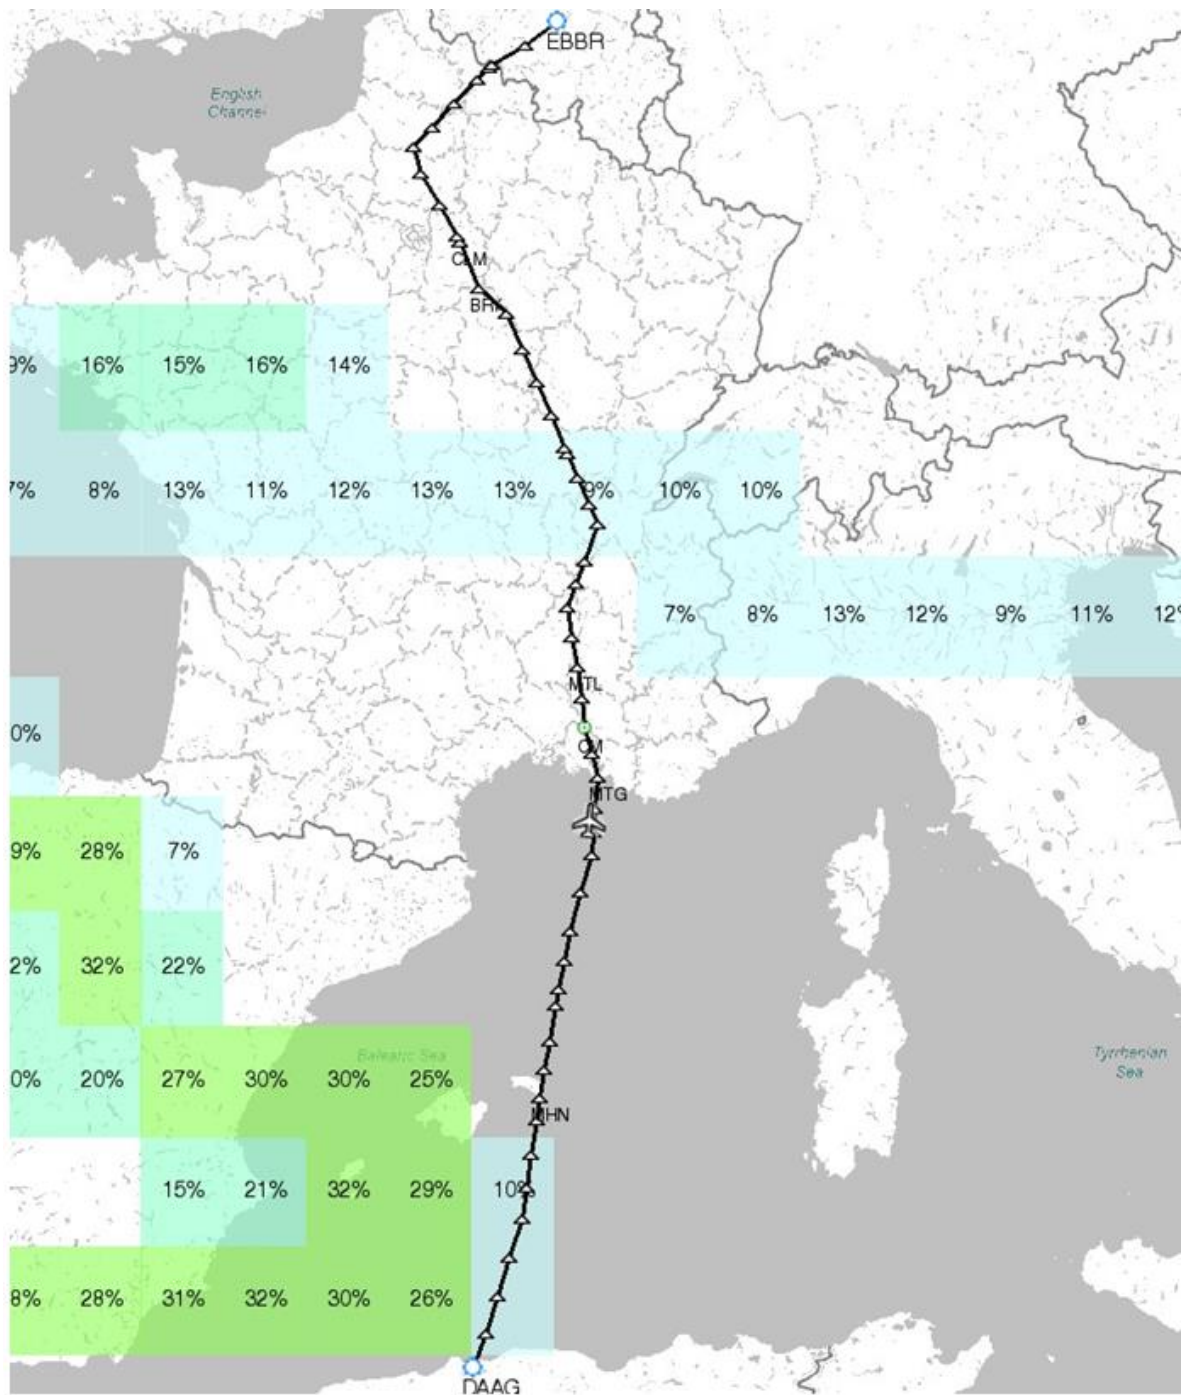 EBBR
English
Channel
CLM
BR
9% 16% 15% 16% 14%
7% 8% 13% 11% 12% 13% 13% 9% 10% 10%
7% 8% 13% 12% 9% 11% 12%
MTL
0%
OM
MTG
9% 28% 7%
2% 32% 22%
Balearic Sea
Tyrrhenian
Sea
0% 20% 27% 30% 30% 25%
MHN
15% 21% 32% 29% 10%
8% 28% 31% 32% 30% 26%
DAAG